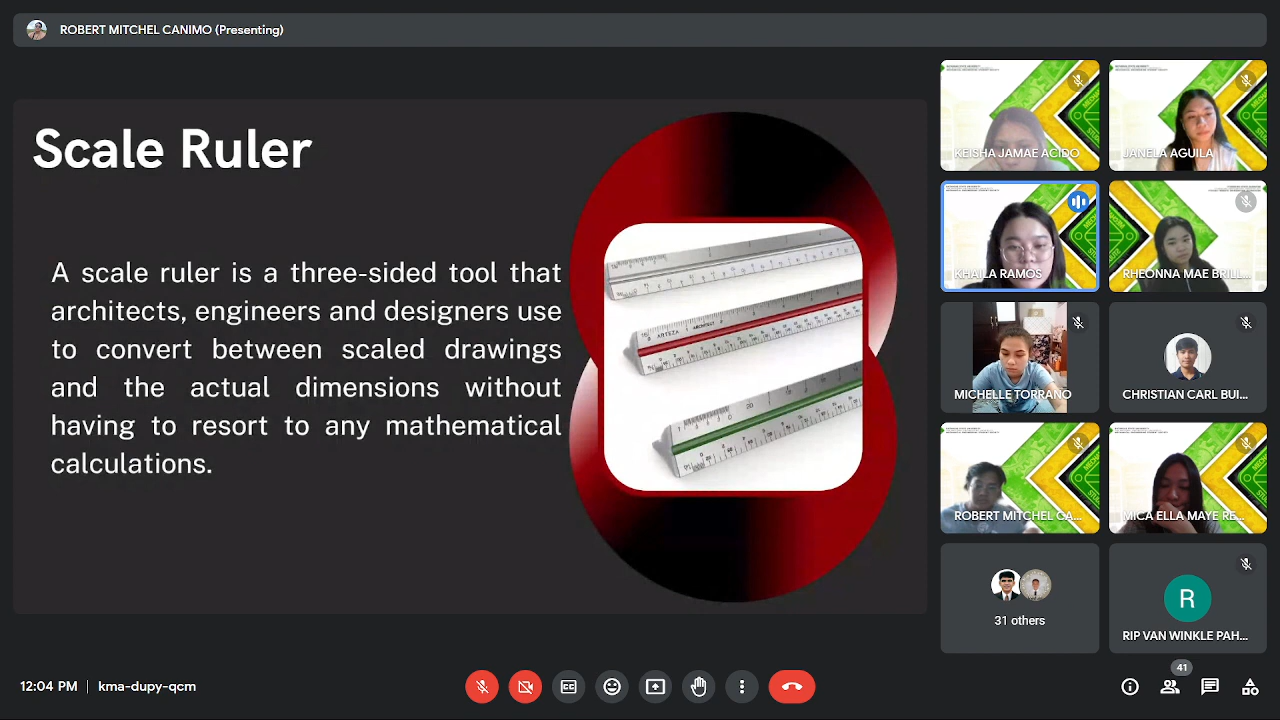 ROBERT MITCHEL CANIMO (Presenting)
Scale Ruler
A scale ruler is a three-sided tool that
architects, engineers and designers use
to convert between scaled drawings
and the actual dimensions without
having to resort to any mathematical
calculations.
KEISHA JAMAE ACIDO
JANELA AGUILA
KHAILA RAMOS
RHEONNA MAE BRILL...
MICHELLE TORRANO
CHRISTIAN CARL BUI...
ROBERT MITCHEL CA...
MICA ELLA MAYE RE...
31 others
R
RIP VAN WINKLE PAH...
12:04 PM | kma-dupy-qcm
41